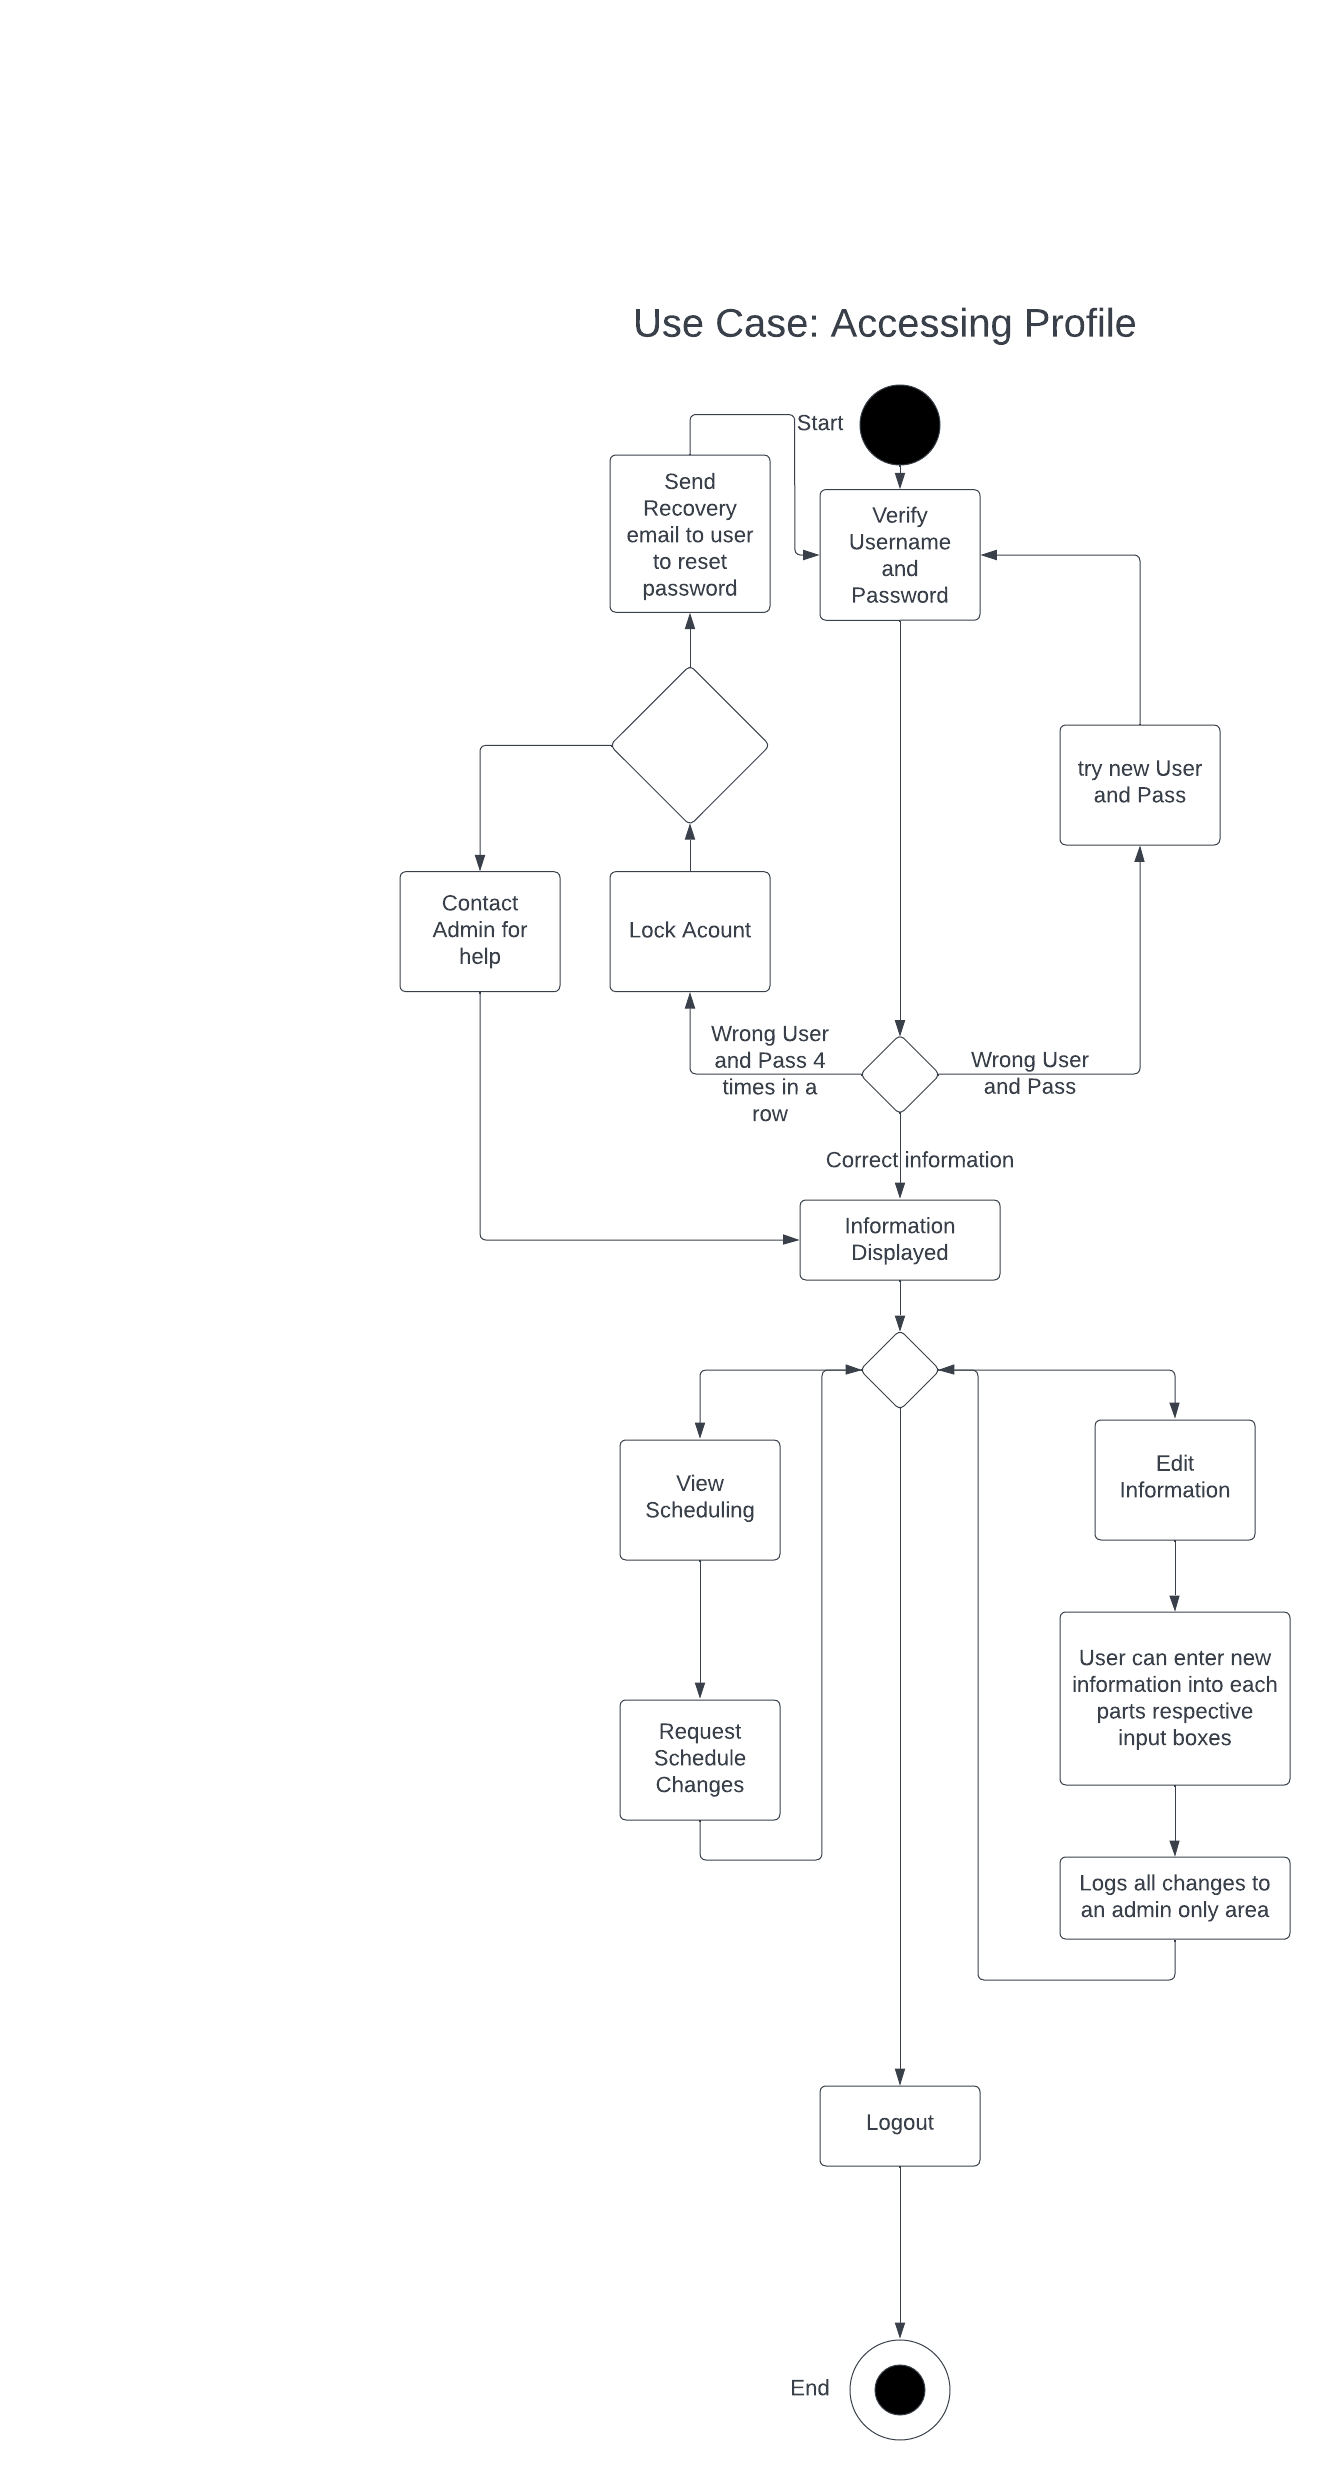 Use Case: Accessing Profile
Start
Send
Recovery
email to user
to reset
password
Verify
Username
and
Password
try new User
and Pass
Contact
Admin for
help
Lock Acount
Wrong User
and Pass 4
times in a
row
Wrong User
and Pass
Correct information
Information
Displayed
View
Scheduling
Edit
Information
User can enter new
information into each
parts respective
input boxes
Request
Schedule
Changes
Logs all changes to
an admin only area
Logout
End